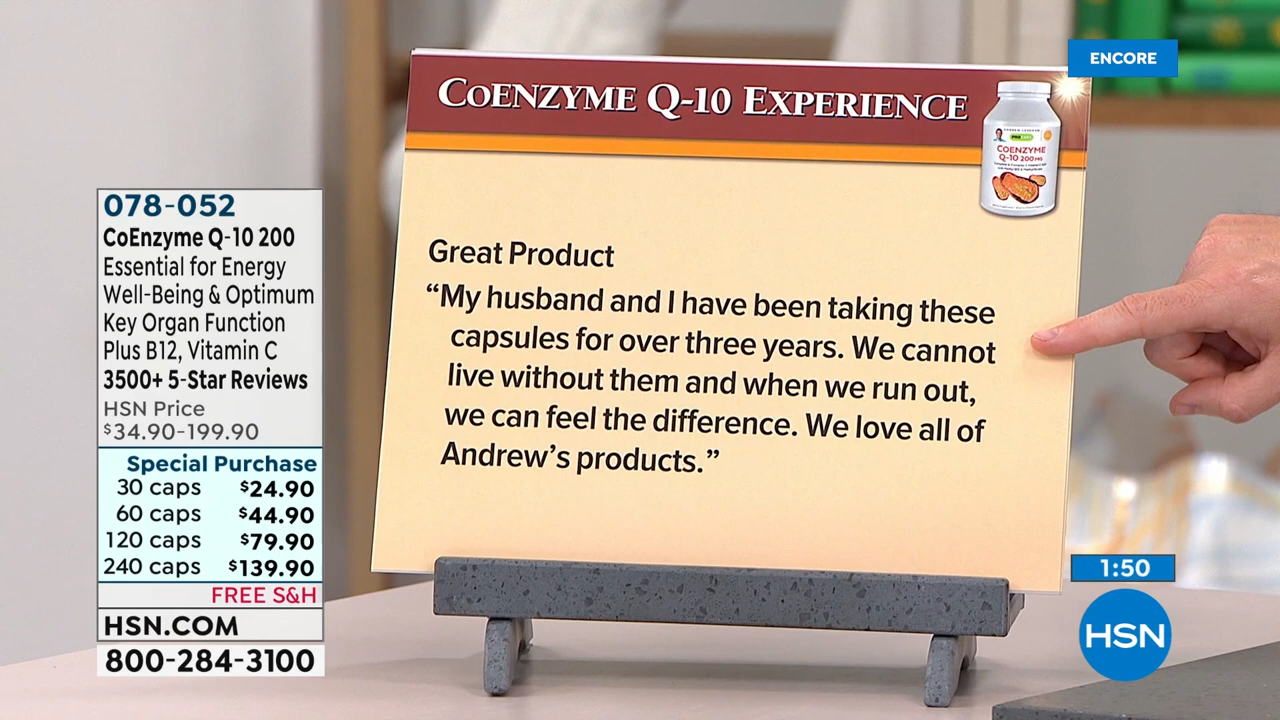 ENCORE
COENZYME Q-10 EXPERIENCE
COENZYME
Q-10 200 MG
078-052
CoEnzyme Q-10 200
Essential for Energy
Well-Being & Optimum
Key Organ Function
Plus B12, Vitamin C
3500+ 5-Star Reviews
HSN Price
$34.90-199.90
Special Purchase
30 caps $24.90
60 caps $44.90
120 caps $79.90
240 caps $139.90
FREE S&H
HSN.COM
800-284-3100
Great Product
“My husband and I have been taking these
capsules for over three years. We cannot
live without them and when we run out,
we can feel the difference. We love all of
Andrew’s products.”
1:50
HSN